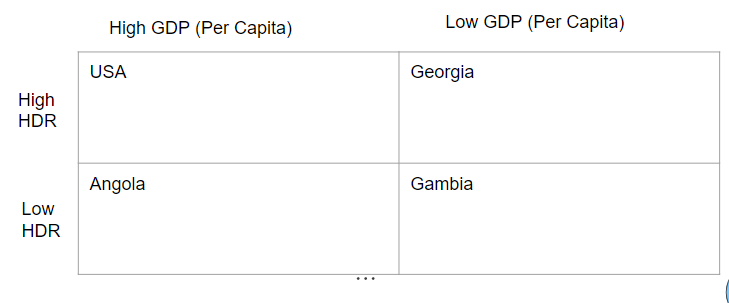 High GDP (Per Capita)
Low GDP (Per Capita)
USA
Georgia
High
HDR
Angola
Gambia
Low
HDR
...